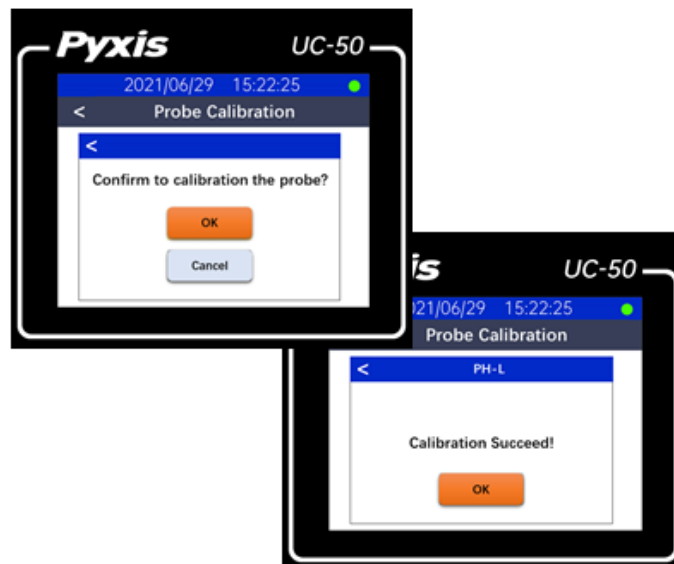 Pyxis UC-50
2021/06/29 15:22:25
< Probe Calibration
<
Confirm to calibration the probe?
OK
Cancel
is UC-50
021/06/29 15:22:25
Probe Calibration
< PH-L
Calibration Succeed!
OK